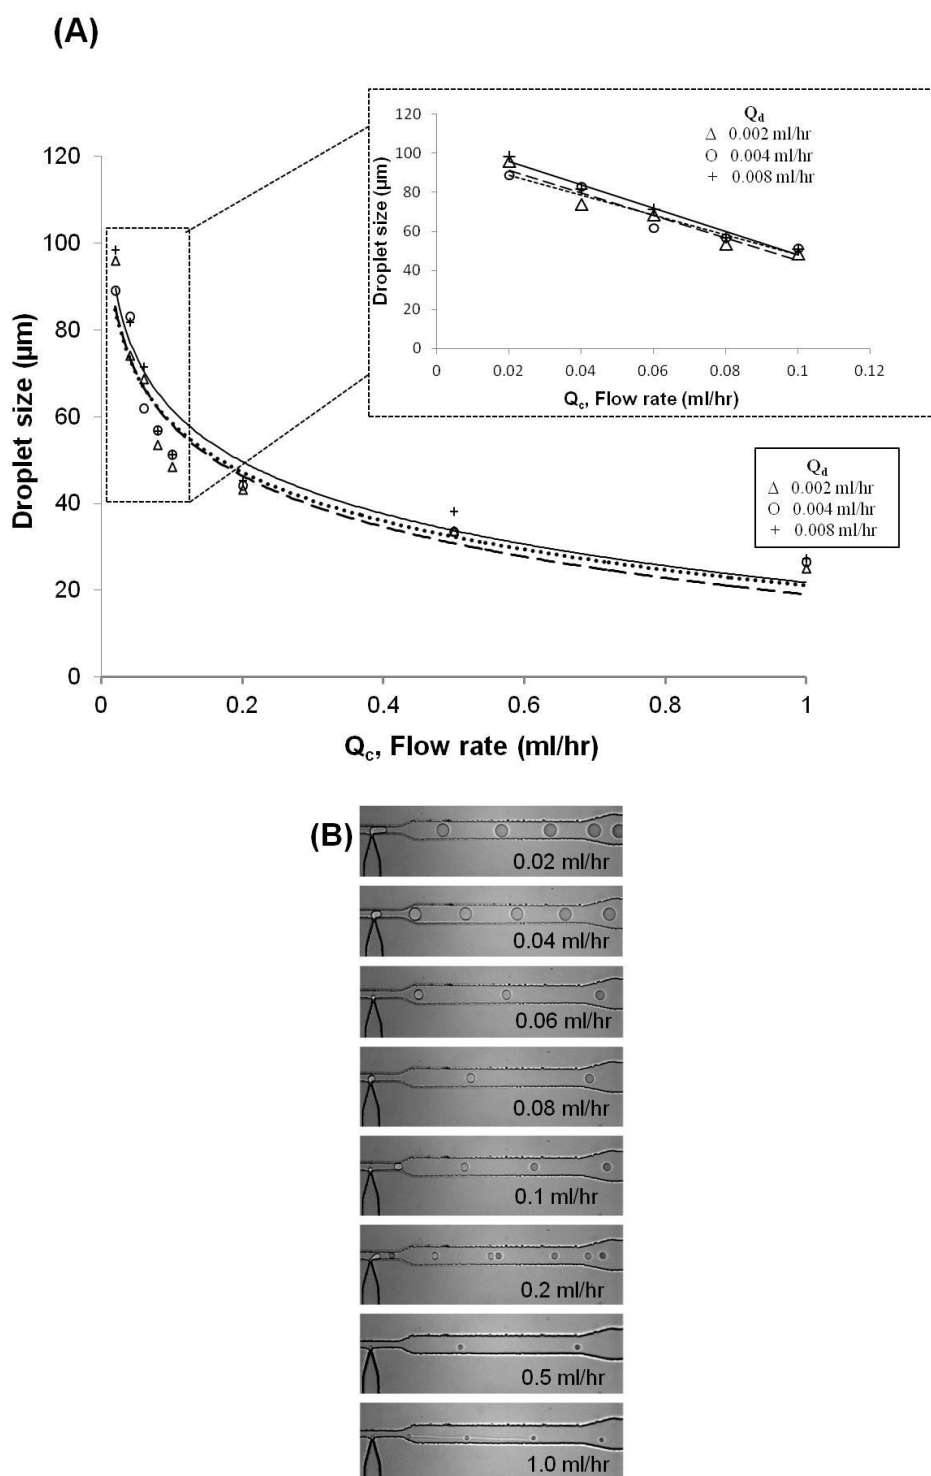 (A)
120
100
80
60
40
20
0
Droplet size (µm)
0 0.2 0.4 0.6 0.8 1
Qc, Flow rate (ml/hr)
120
100
80
60
40
20
0
Droplet size (µm)
0 0.02 0.04 0.06 0.08 0.1 0.12
Qc, Flow rate (ml/hr)
Qd
△ 0.002 ml/hr
○ 0.004 ml/hr
+ 0.008 ml/hr
Qd
△ 0.002 ml/hr
○ 0.004 ml/hr
+ 0.008 ml/hr
(B)
0.02 ml/hr
0.04 ml/hr
0.06 ml/hr
0.08 ml/hr
0.1 ml/hr
0.2 ml/hr
0.5 ml/hr
1.0 ml/hr